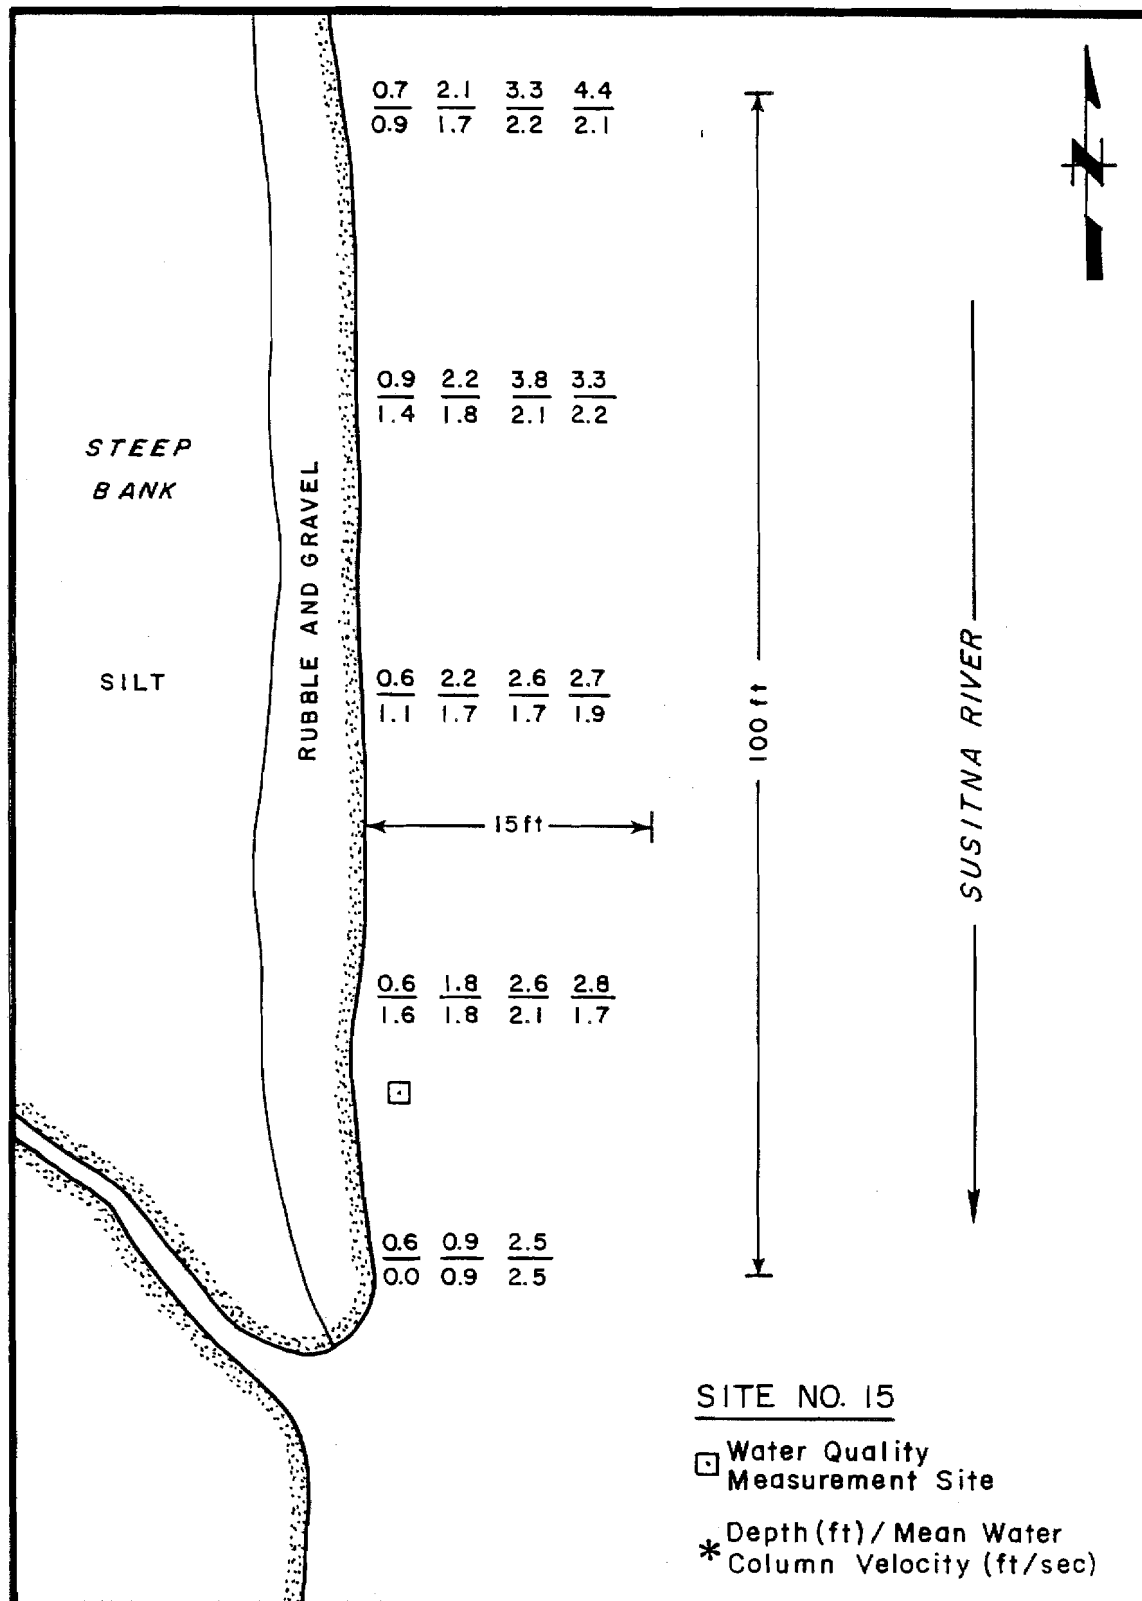 0.7 2.1 3.3 4.4
0.9 1.7 2.2 2.1
N
0.9 2.2 3.8 3.3
1.4 1.8 2.1 2.2
STEEP
BANK
RUBBLE AND GRAVEL
SILT
0.6 2.2 2.6 2.7
1.1 1.7 1.7 1.9
100 ft
SUSITNA RIVER
15 ft
0.6 1.8 2.6 2.8
1.6 1.8 2.1 1.7
0.6 0.9 2.5
0.0 0.9 2.5
SITE NO. 15
Water Quality
Measurement Site
* Depth (ft) / Mean Water
Column Velocity (ft/sec)